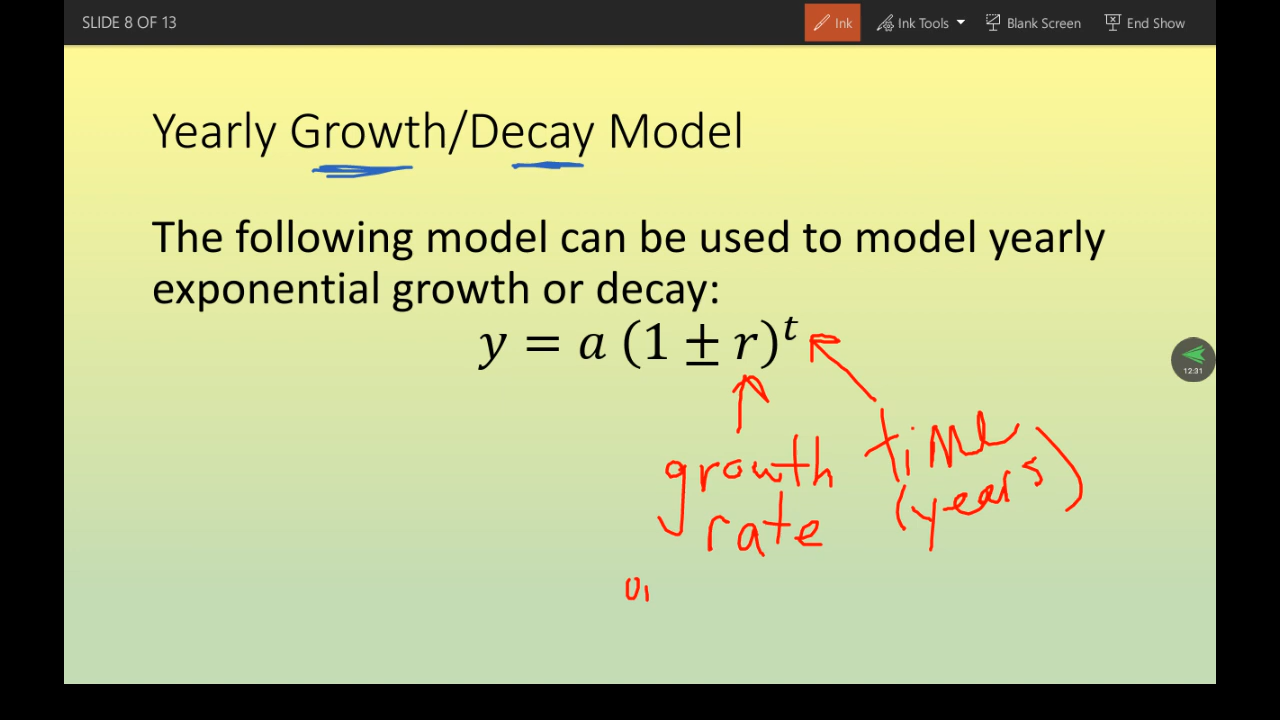 SLIDE 8 OF 13
Ink
Ink Tools
Blank Screen
End Show
Yearly Growth/Decay Model
The following model can be used to model yearly
exponential growth or decay:
y = a (1 ± r)^t
growth
rate
time
(years)
12:31